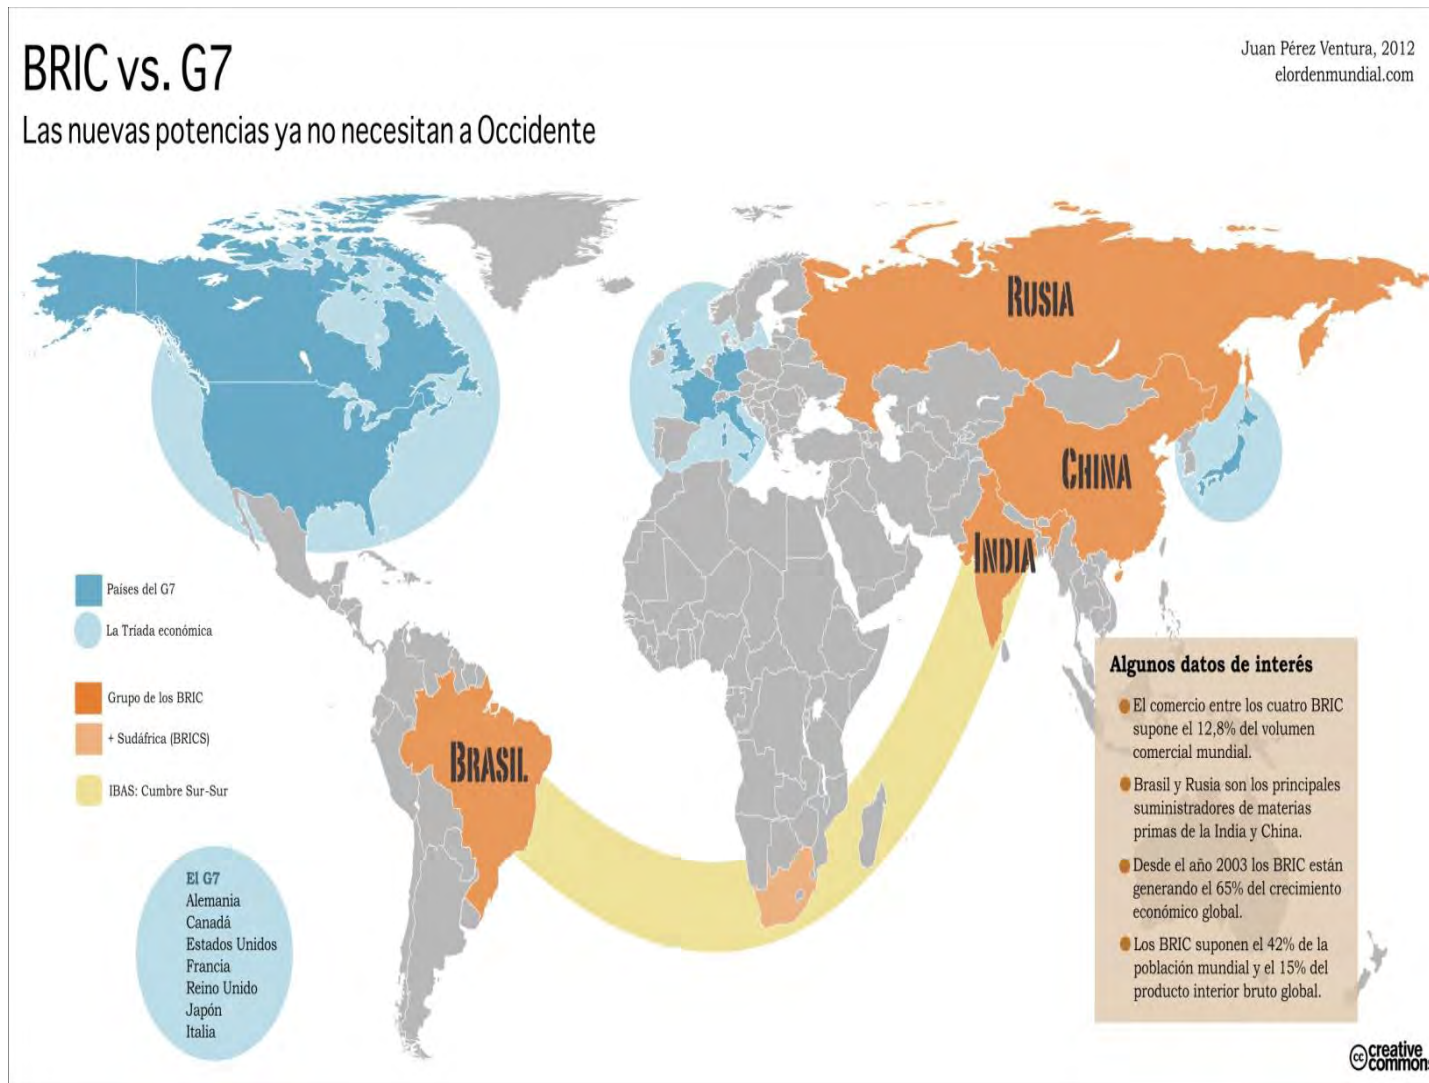 BRIC vs. G7
Las nuevas potencias ya no necesitan a Occidente
Juan Pérez Ventura, 2012
elordenmundial.com
RUSIA
CHINA
INDIA
BRASIL
Países del G7
La Tríada económica
Grupo de los BRIC
+ Sudáfrica (BRICS)
IBAS: Cumbre Sur-Sur
El G7
Alemania
Canadá
Estados Unidos
Francia
Reino Unido
Japón
Italia
Algunos datos de interés
El comercio entre los cuatro BRIC
supone el 12,8% del volumen
comercial mundial.
Brasil y Rusia son los principales
suministradores de materias
primas de la India y China.
Desde el año 2003 los BRIC están
generando el 65% del crecimiento
económico global.
Los BRIC suponen el 42% de la
población mundial y el 15% del
producto interior bruto global.
cc creative
commons